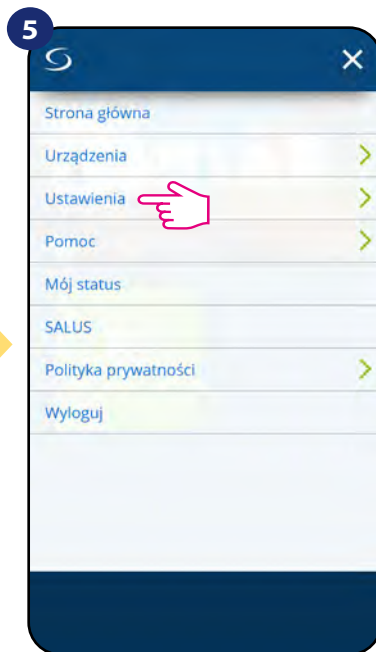 5
Strona główna
Urządzenia
Ustawienia
Pomoc
Mój status
SALUS
Polityka prywatności
Wyloguj